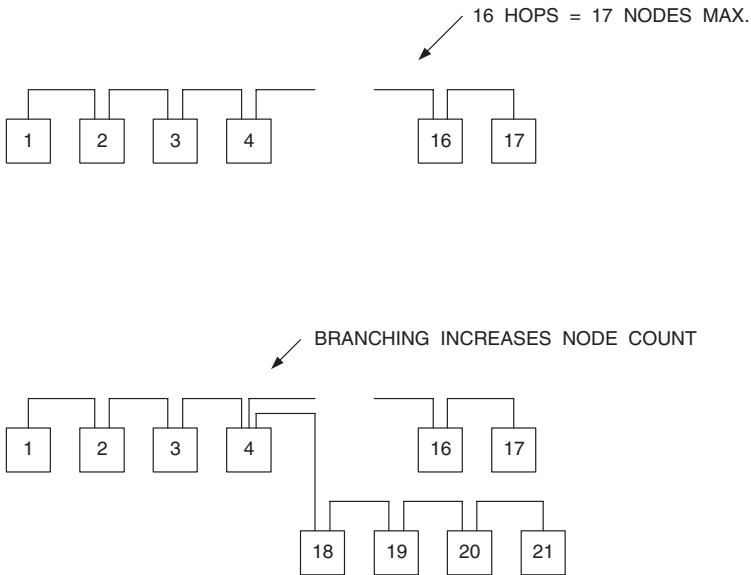 16 HOPS = 17 NODES MAX.
1 2 3 4 16 17
BRANCHING INCREASES NODE COUNT
1 2 3 4 16 17
18 19 20 21